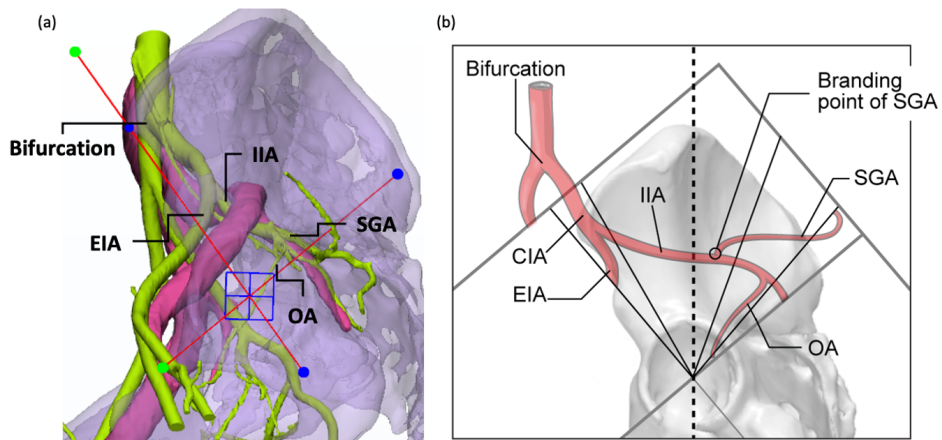 (a)
Bifurcation
IIA
EIA
SGA
OA
(b)
Bifurcation
Branding
point of SGA
SGA
IIA
CIA
EIA
OA